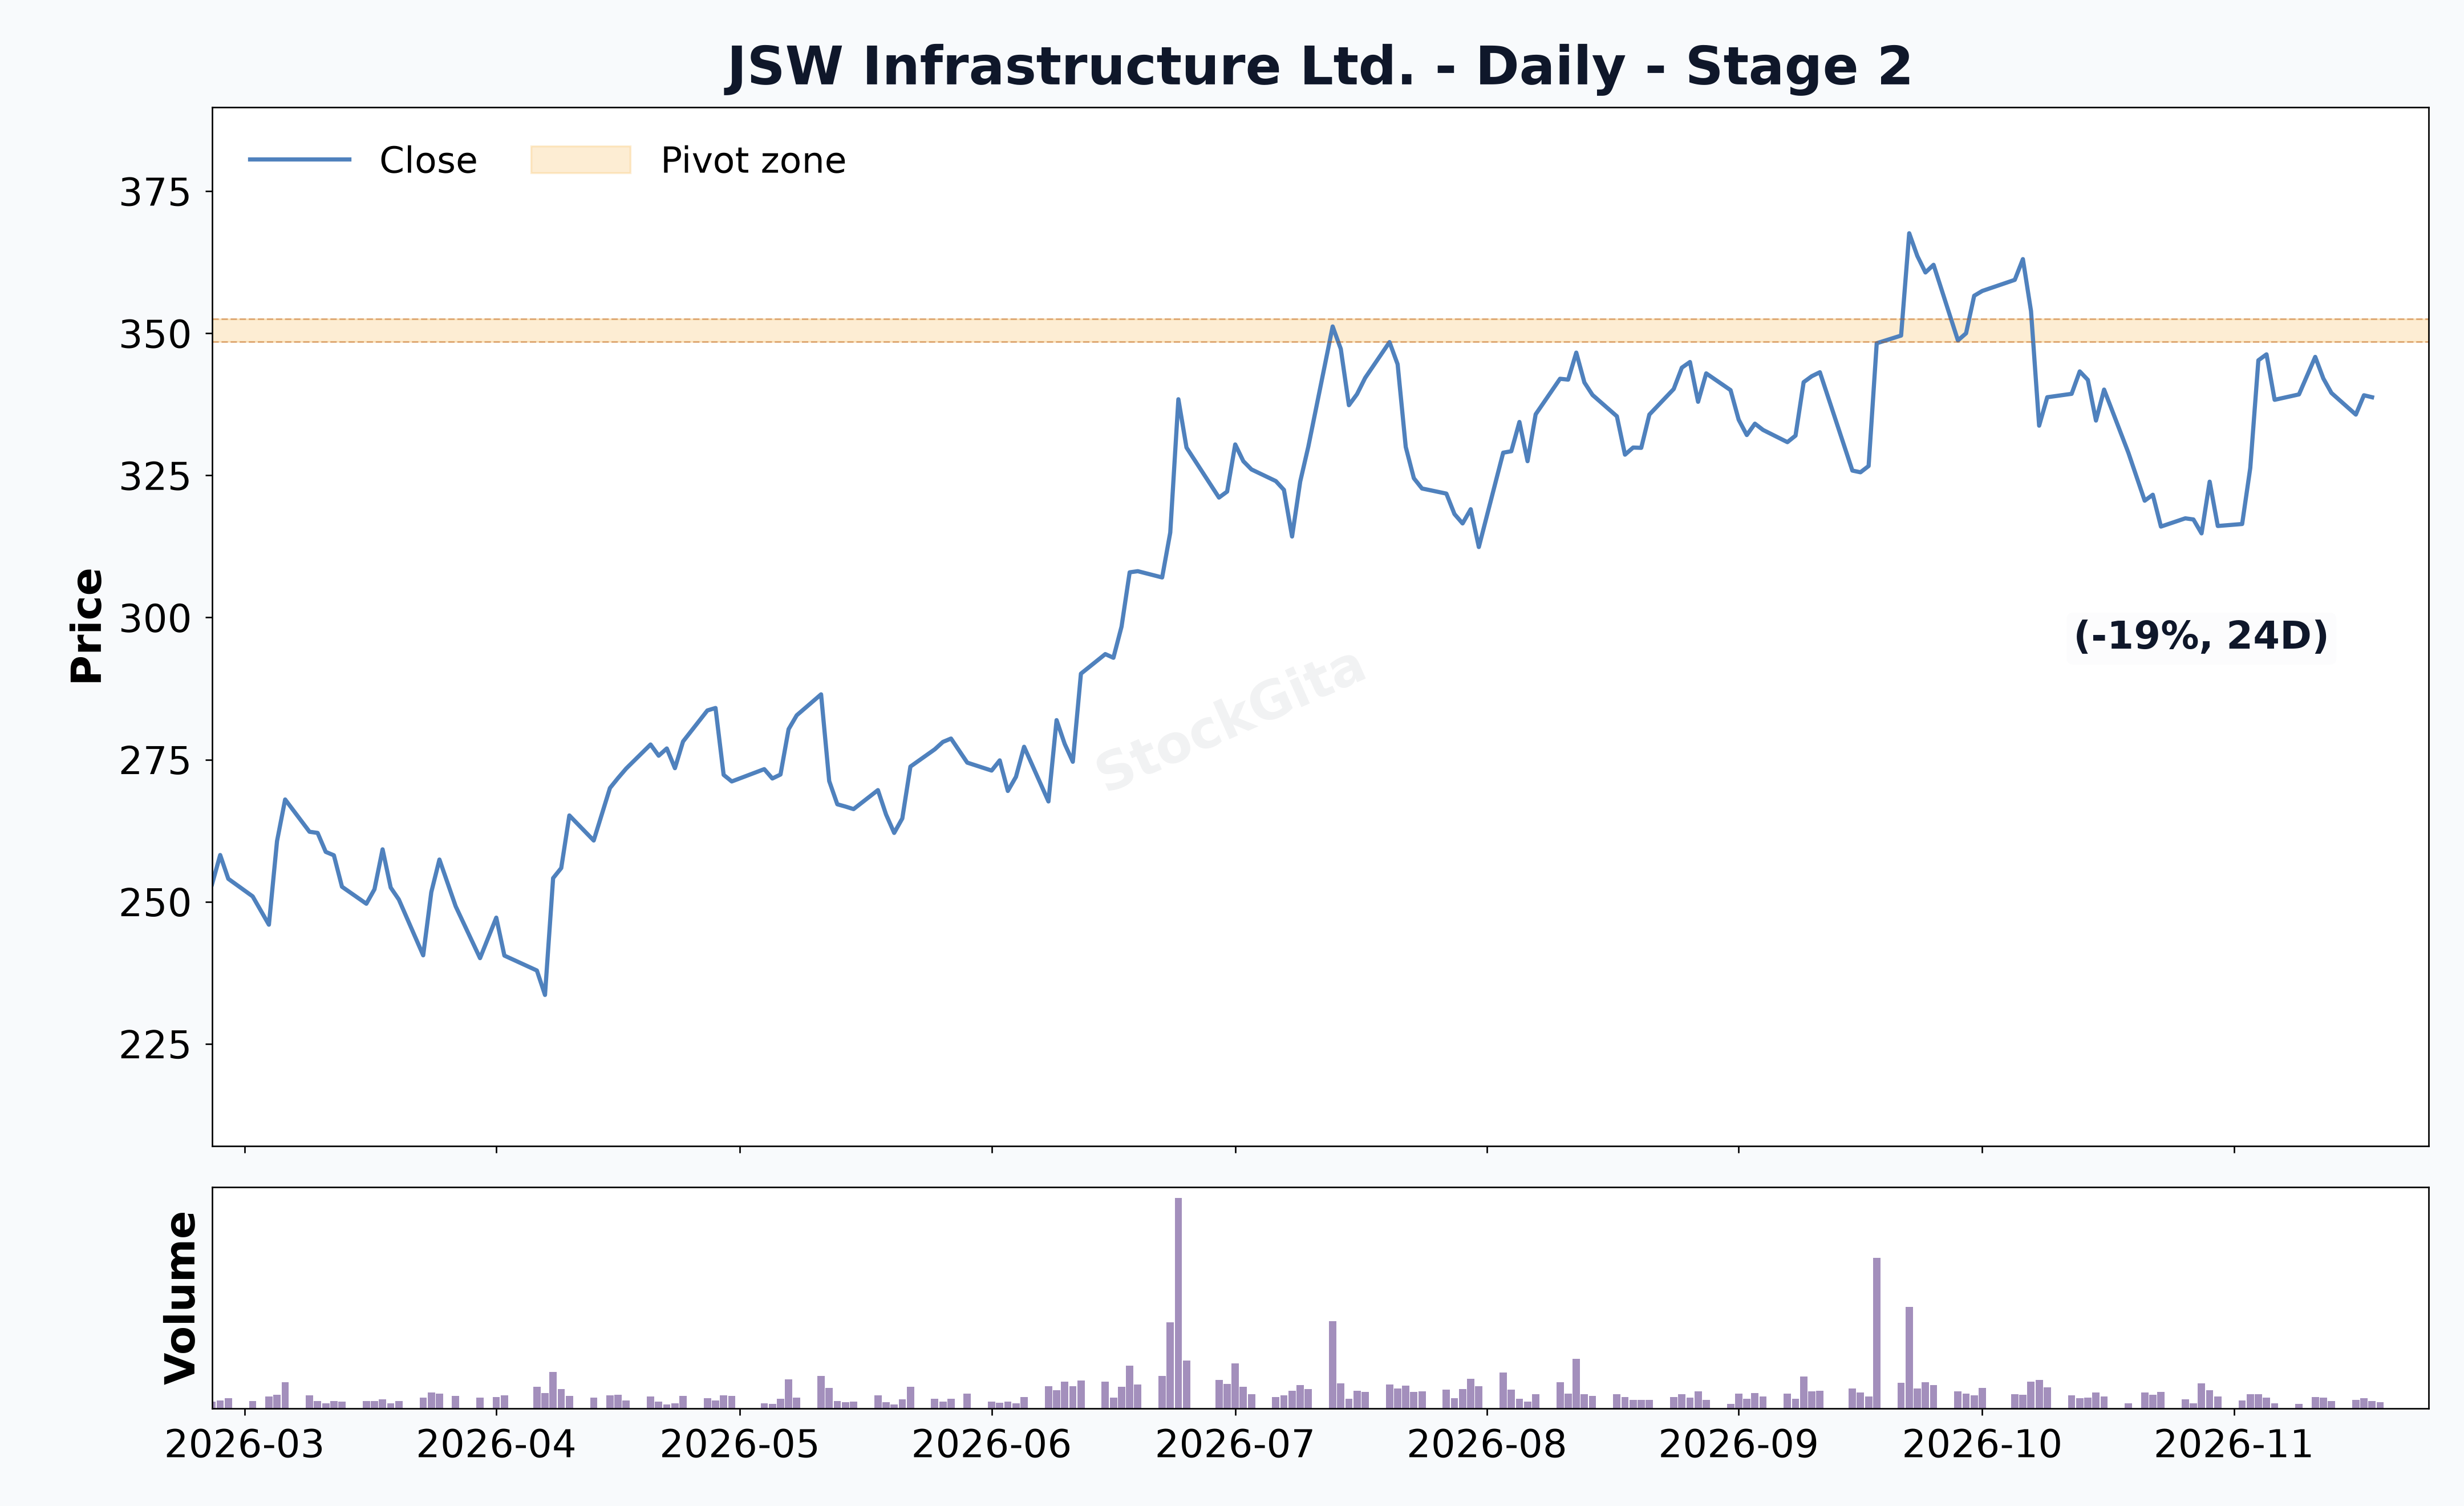 JSW Infrastructure Ltd. - Daily - Stage 2
Close
Pivot zone
375
350
325
300
275
250
225
Price
(-19%, 24D)
StockGita
Volume
2026-03
2026-04
2026-05
2026-06
2026-07
2026-08
2026-09
2026-10
2026-11